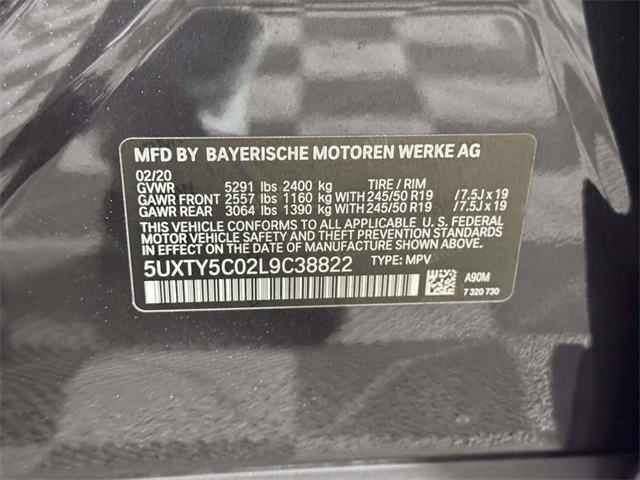 MFD BY BAYERISCHE MOTOREN WERKE AG
02/20
GVWR 5291 lbs 2400 kg TIRE / RIM
GAWR FRONT 2557 lbs 1160 kg WITH 245/50 R19 / 7.5J x 19
GAWR REAR 3064 lbs 1390 kg WITH 245/50 R19 / 7.5J x 19
THIS VEHICLE CONFORMS TO ALL APPLICABLE U. S. FEDERAL
MOTOR VEHICLE SAFETY, BUMPER AND THEFT PREVENTION STANDARDS
IN EFFECT ON THE DATE OF MANUFACTURE SHOWN ABOVE.
5UXTY5C02L9C38822 TYPE: MPV
A90M
7 320 730